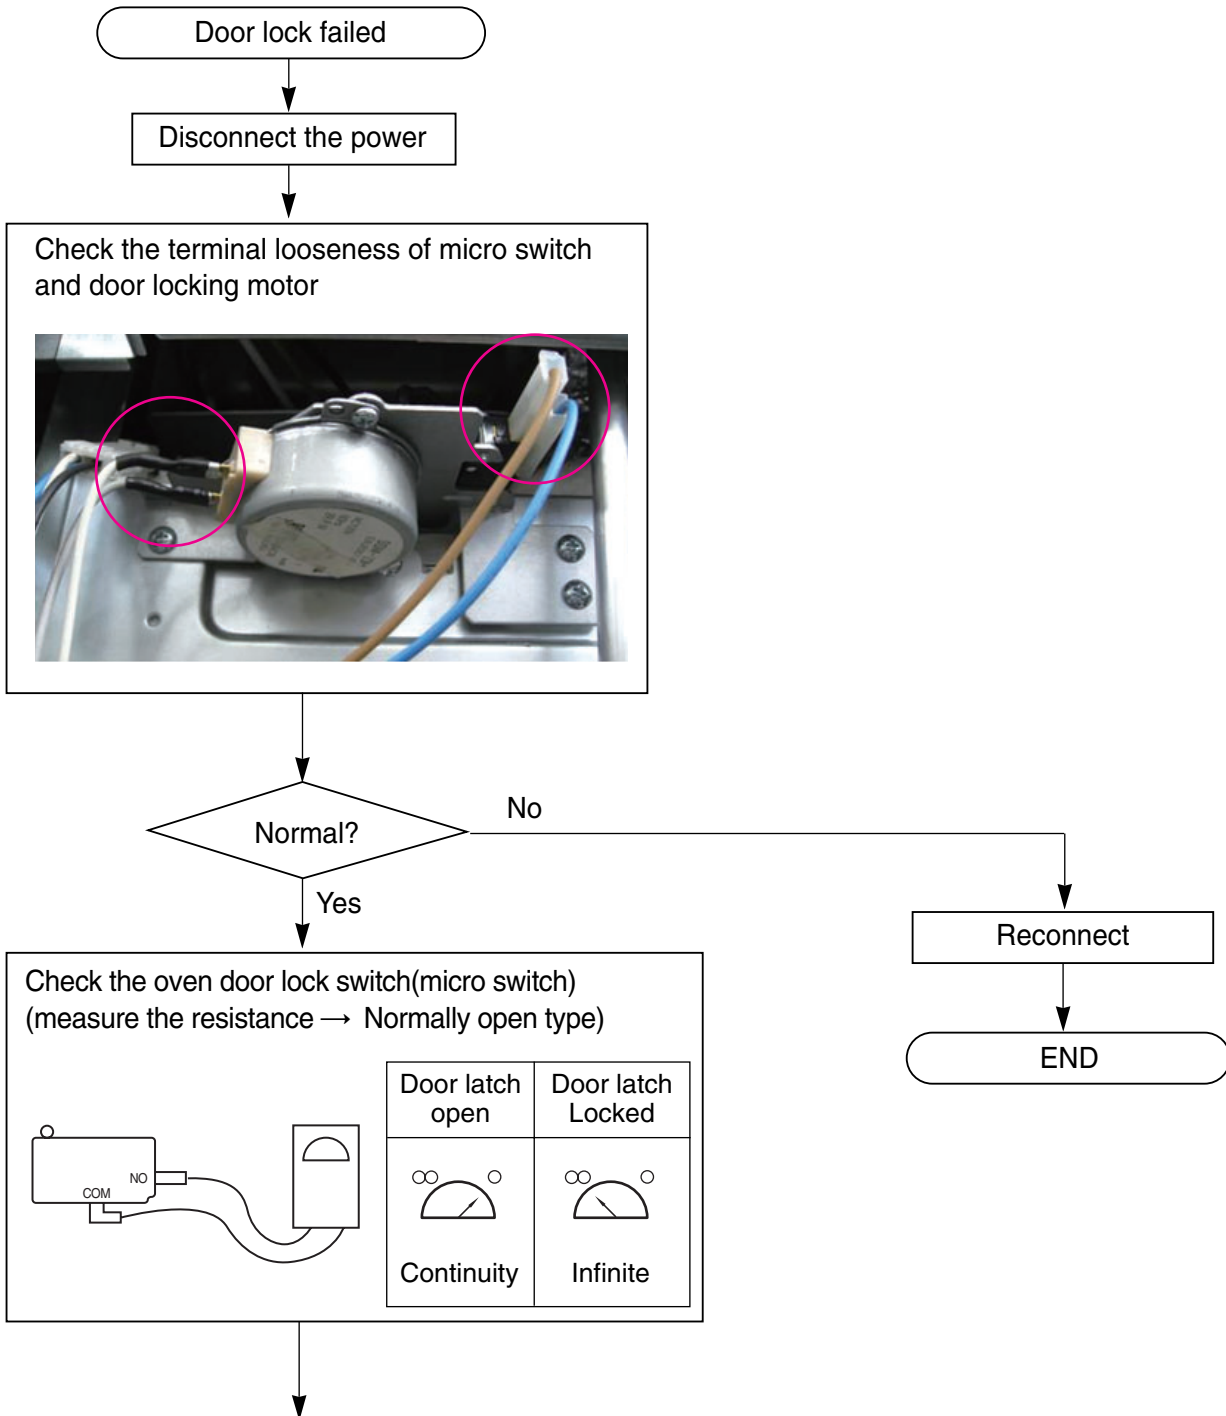 Door lock failed
Disconnect the power
Check the terminal looseness of micro switch
and door locking motor
Normal?
No
Yes
Reconnect
END
Check the oven door lock switch(micro switch)
(measure the resistance → Normally open type)
NO
COM
Door latch
open
Door latch
Locked
Continuity
Infinite